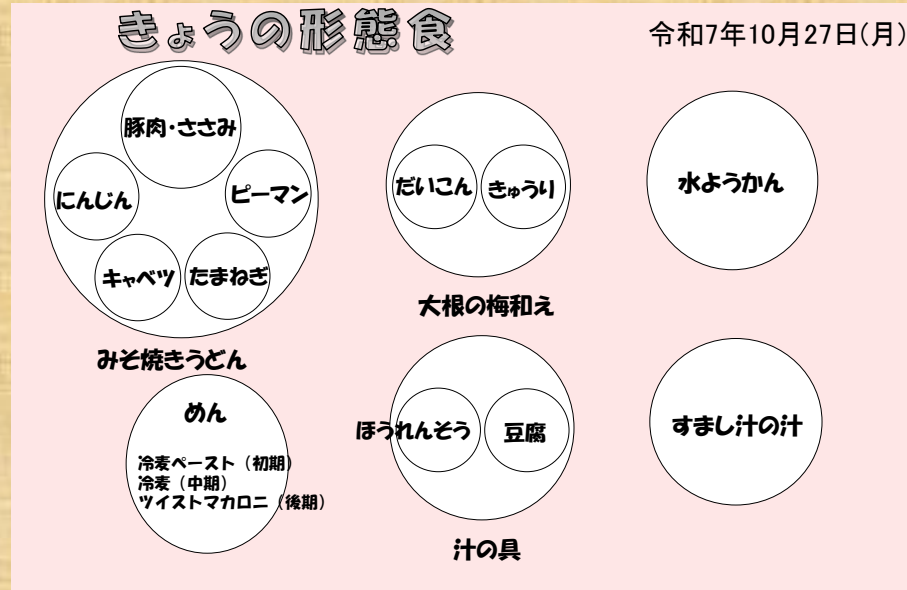 きょうの形態食
令和7年10月27日(月)
豚肉・ささみ
にんじん
ピーマン
キャベツ
たまねぎ
みそ焼きうどん
だいこん
きゅうり
大根の梅和え
水ようかん
めん
冷麦ペースト（初期）
冷麦（中期）
ツイストマカロニ（後期）
ほうれんそう
豆腐
汁の具
すまし汁の汁